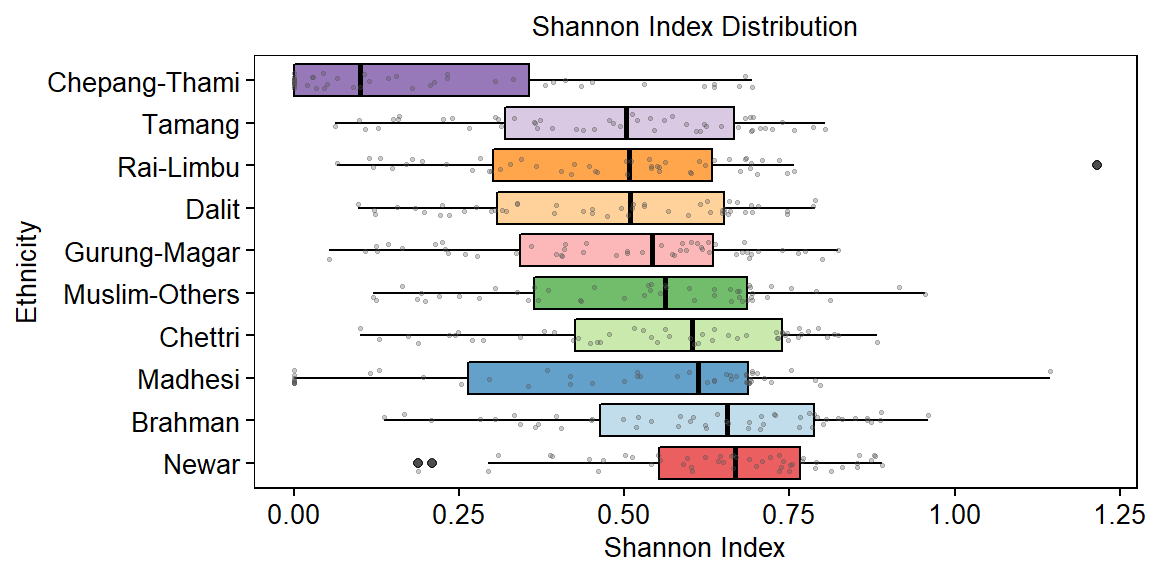 Shannon Index Distribution
Ethnicity
Chepang-Thami
Tamang
Rai-Limbu
Dalit
Gurung-Magar
Muslim-Others
Chettri
Madhesi
Brahman
Newar
0.00 0.25 0.50 0.75 1.00 1.25
Shannon Index